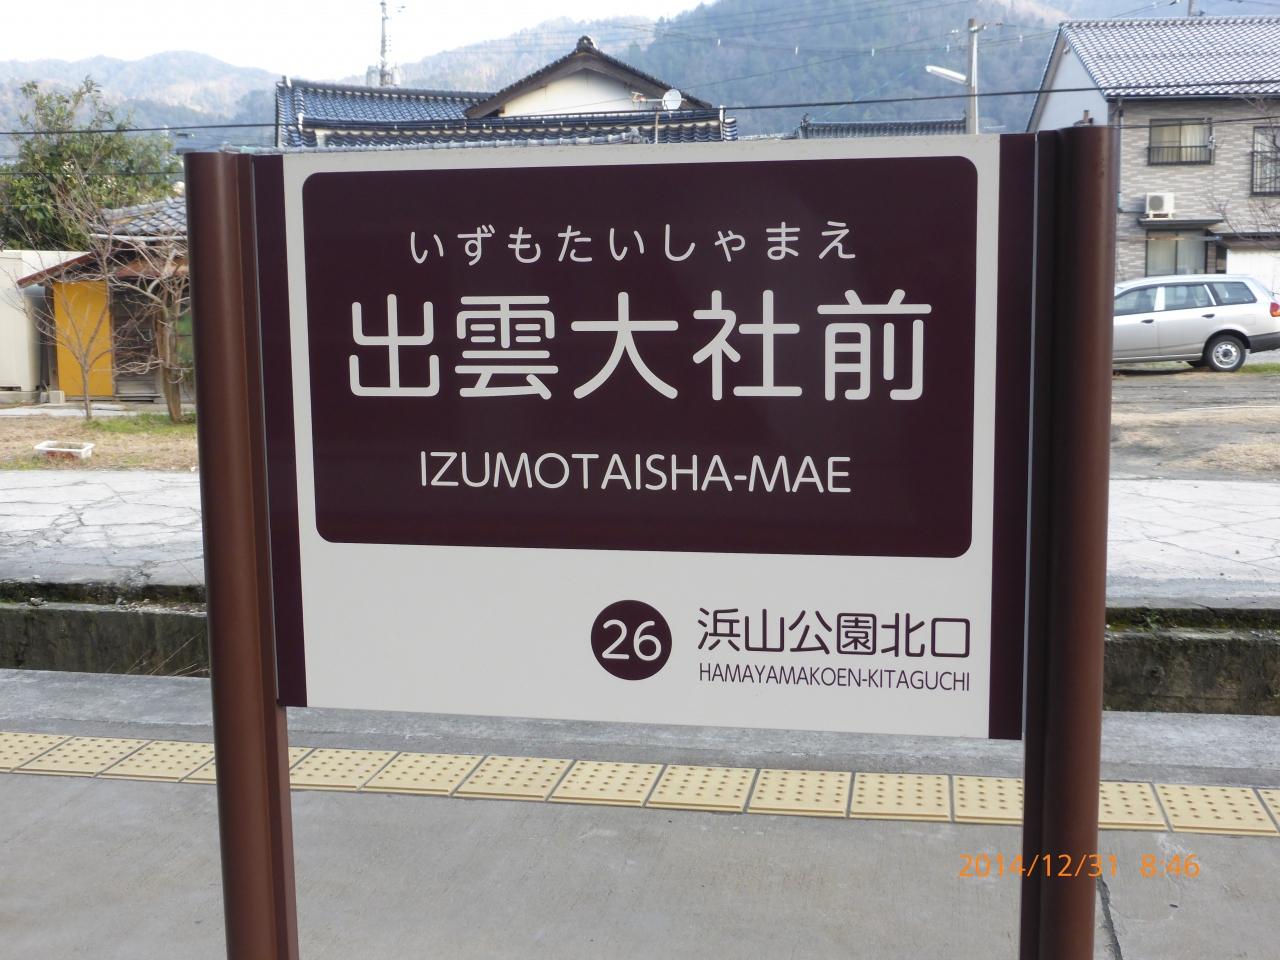 いずもたいしゃまえ
出雲大社前
IZUMOTAISHA-MAE
26 浜山公園北口
HAMAYAMAKOEN-KITAGUCHI
2014/12/31 8:46